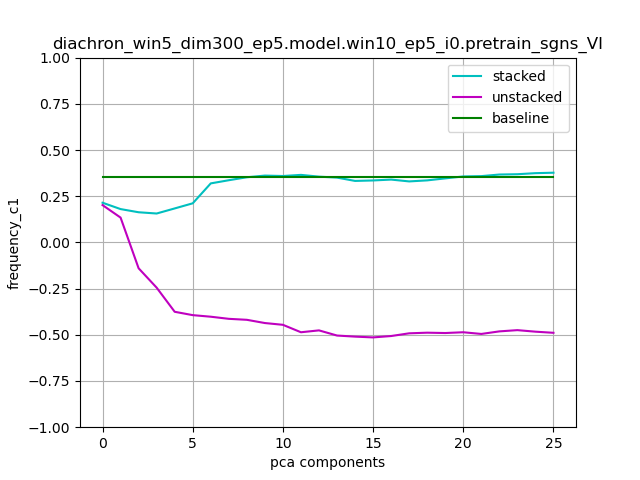 diachron_win5_dim300_ep5.model.win10_ep5_i0.pretrain_sgns_VI
1.00
0.75
0.50
0.25
0.00
−0.25
−0.50
−0.75
−1.00
frequency_c1
stacked
unstacked
baseline
0 5 10 15 20 25
pca components